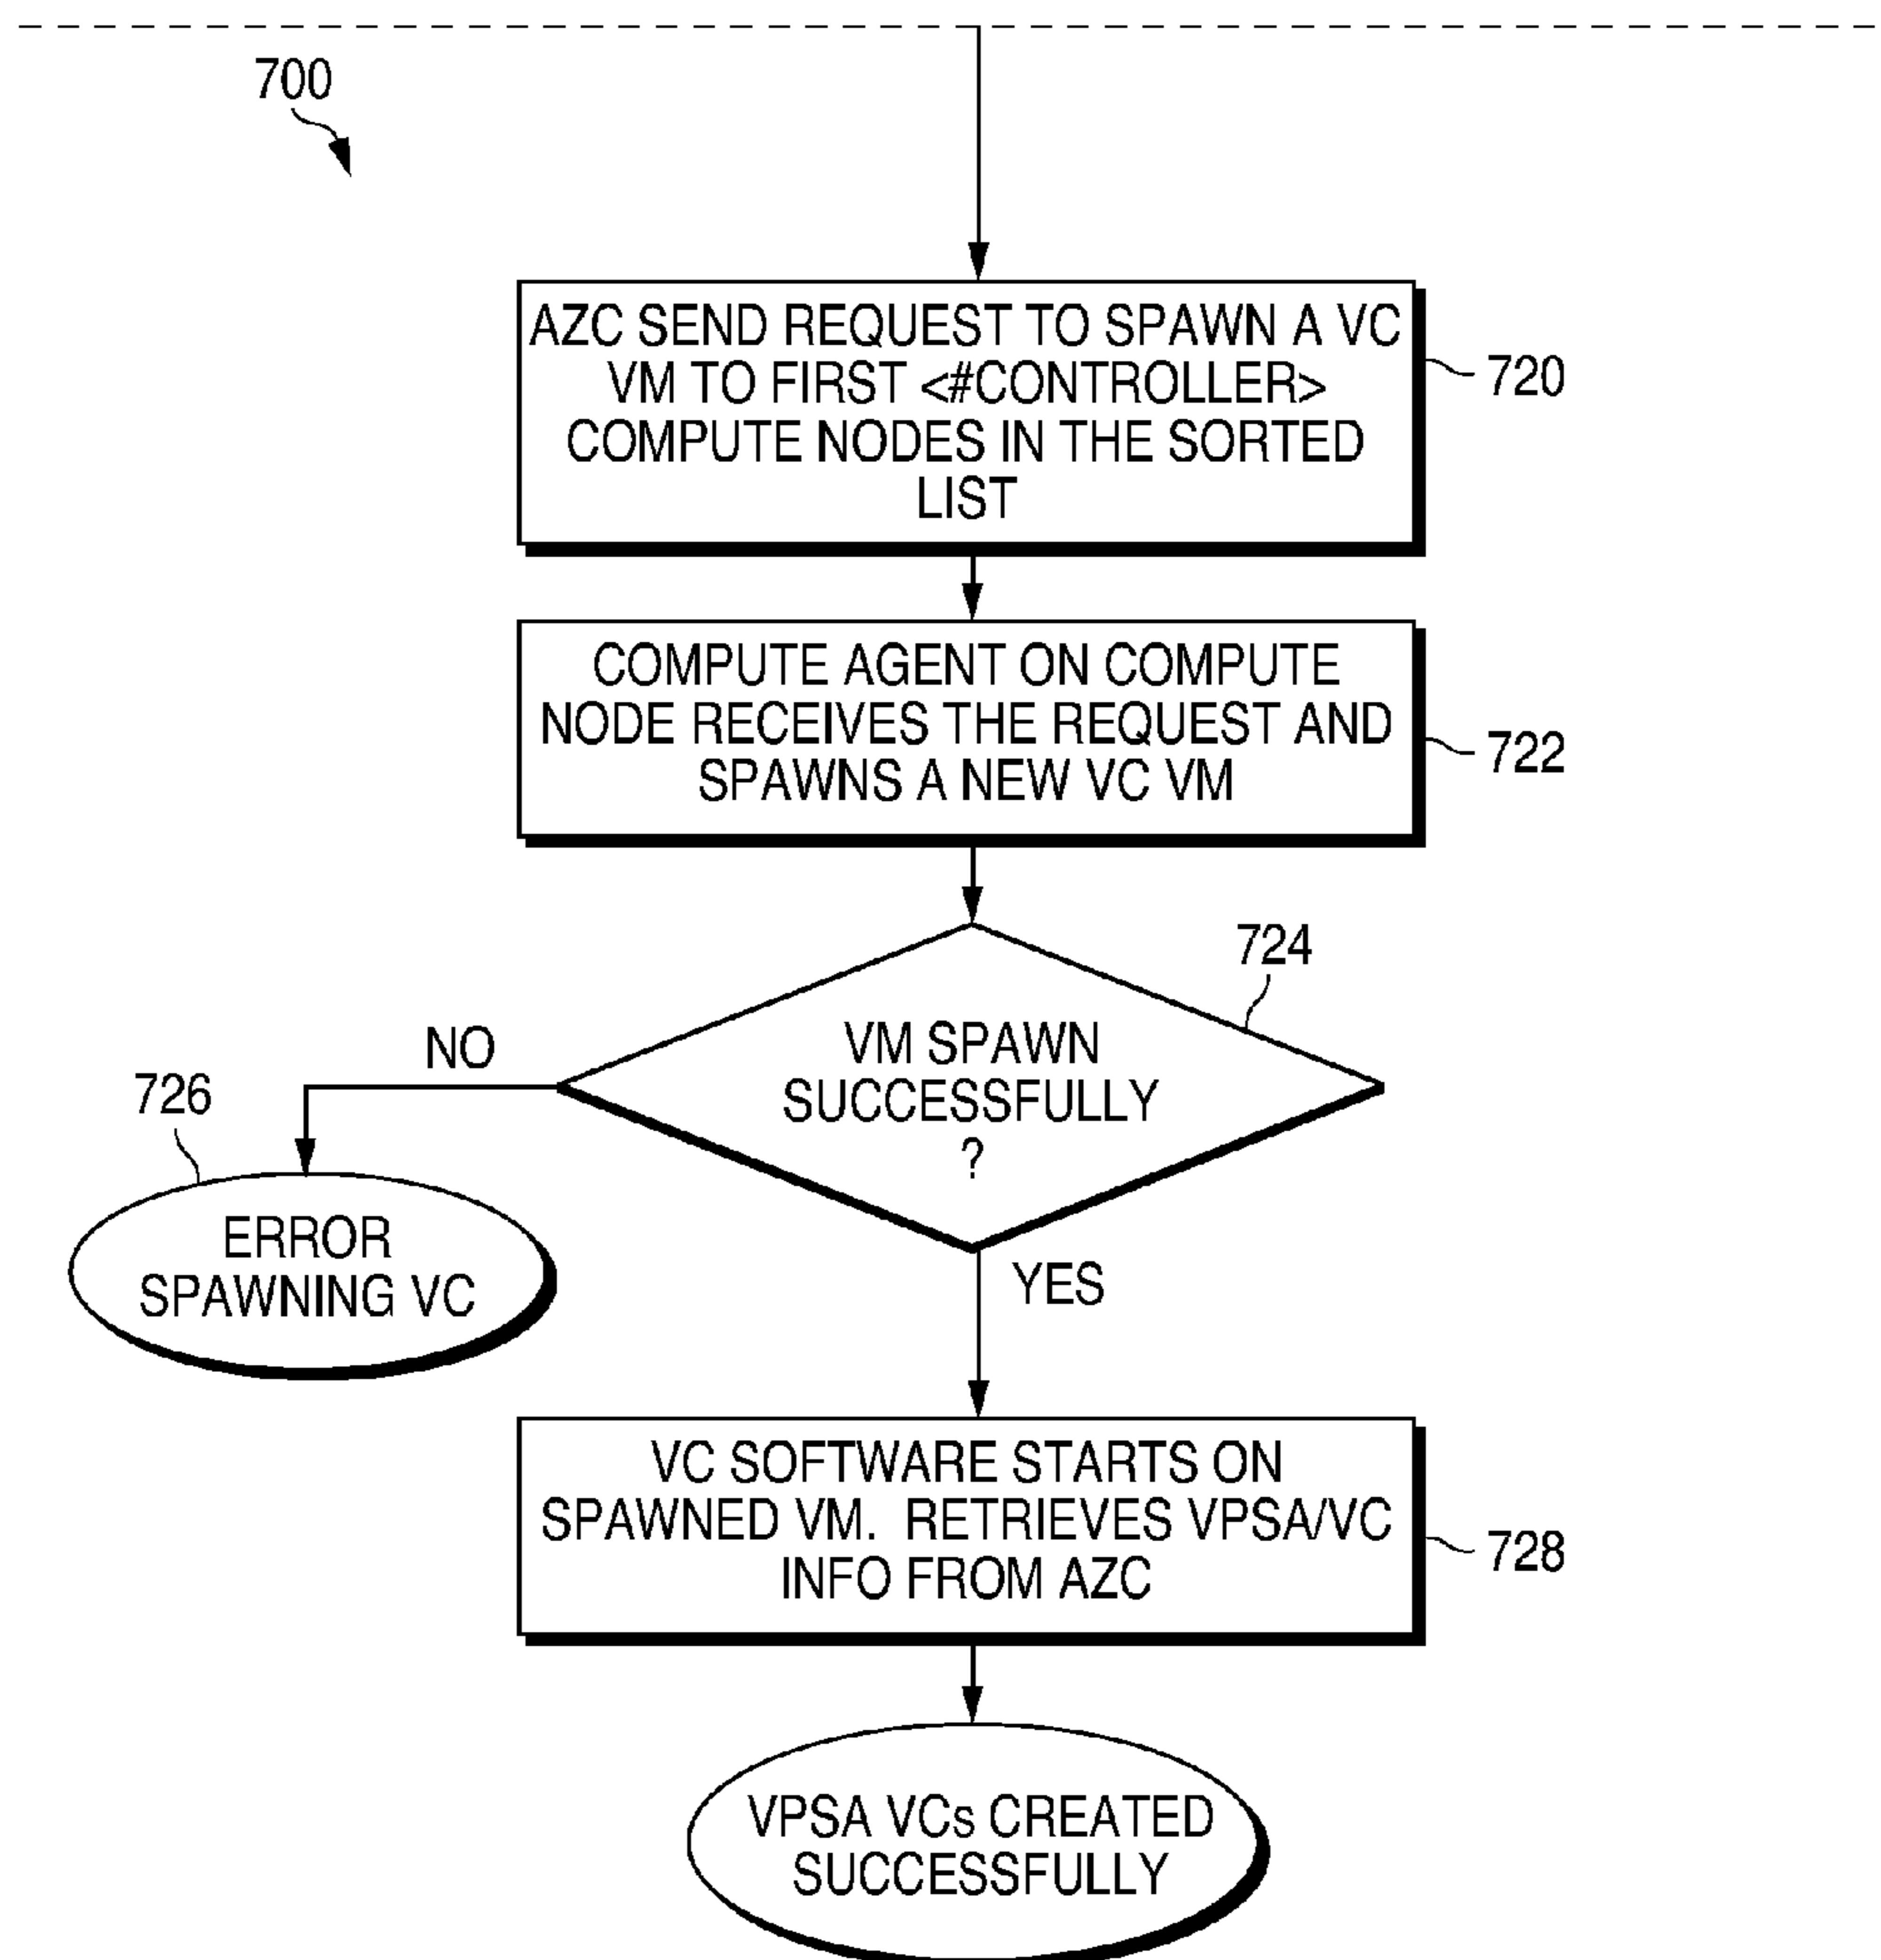 700
AZC SEND REQUEST TO SPAWN A VC
VM TO FIRST <#CONTROLLER>
COMPUTE NODES IN THE SORTED
LIST
720
COMPUTE AGENT ON COMPUTE
NODE RECEIVES THE REQUEST AND
SPAWNS A NEW VC VM
722
724
VM SPAWN
SUCCESSFULLY
?
NO
726
ERROR
SPAWNING VC
YES
VC SOFTWARE STARTS ON
SPAWNED VM. RETRIEVES VPSA/VC
INFO FROM AZC
728
VPSA VCs CREATED
SUCCESSFULLY